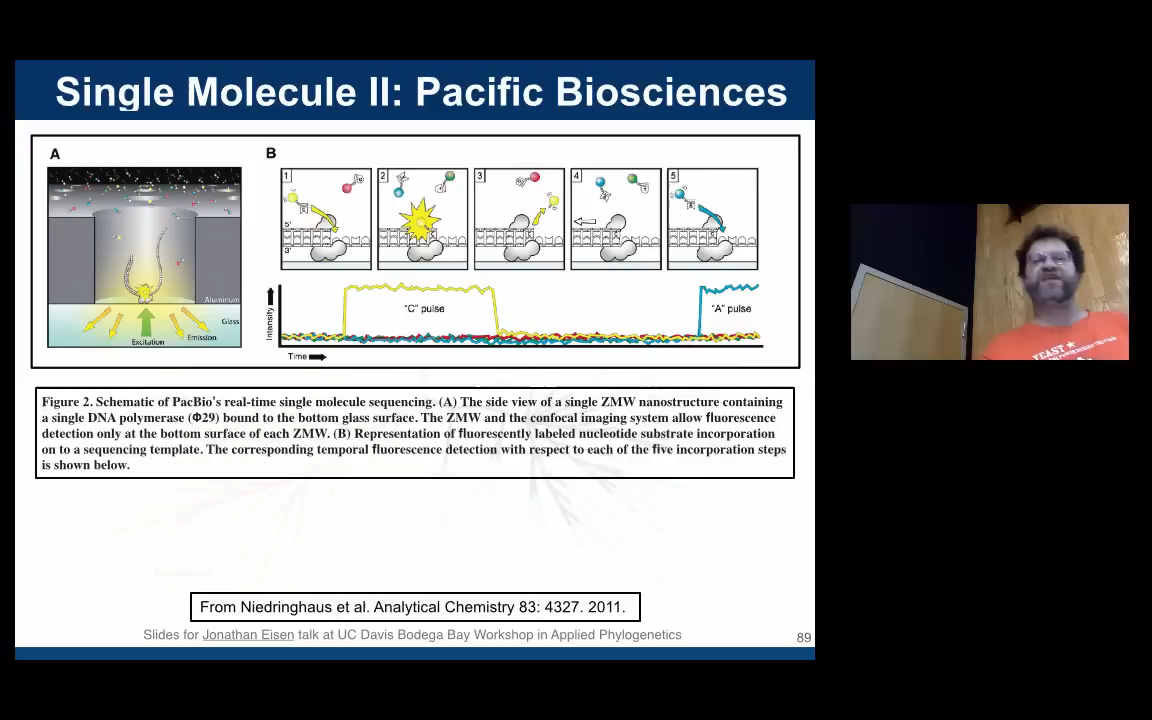 Single Molecule II: Pacific Biosciences
A
B
1
2
3
4
5
5'
3'
Aluminum
Glass
Excitation
Emission
Intensity
"C" pulse
"A" pulse
Time
Figure 2. Schematic of PacBio's real-time single molecule sequencing. (A) The side view of a single ZMW nanostructure containing
a single DNA polymerase (Φ29) bound to the bottom glass surface. The ZMW and the confocal imaging system allow fluorescence
detection only at the bottom surface of each ZMW. (B) Representation of fluorescently labeled nucleotide substrate incorporation
on to a sequencing template. The corresponding temporal fluorescence detection with respect to each of the five incorporation steps
is shown below.
From Niedringhaus et al. Analytical Chemistry 83: 4327. 2011.
Slides for Jonathan Eisen talk at UC Davis Bodega Bay Workshop in Applied Phylogenetics
89
YEAST